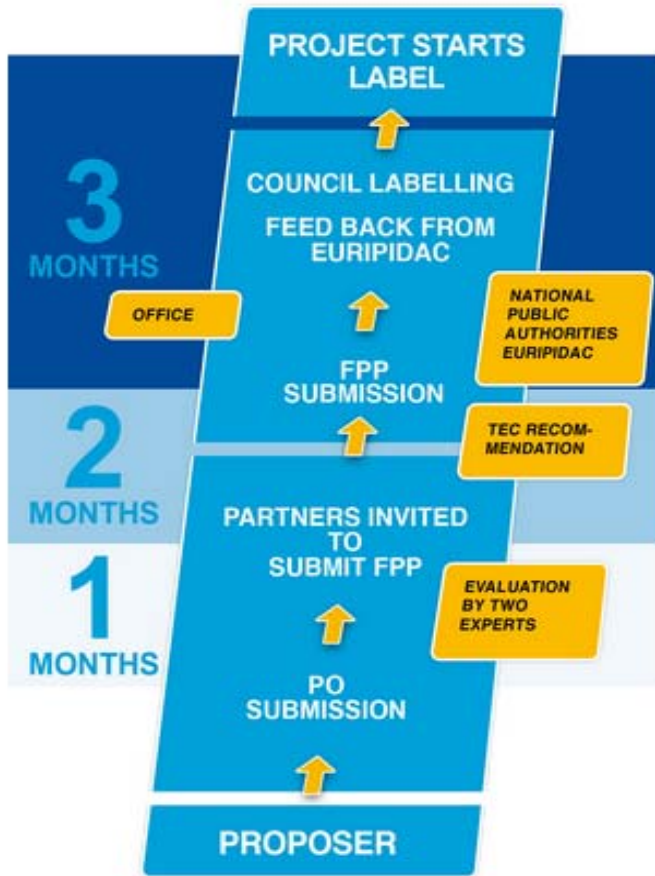 PROJECT STARTS
LABEL
3
MONTHS
COUNCIL LABELLING
FEED BACK FROM
EURIPIDAC
OFFICE
NATIONAL
PUBLIC
AUTHORITIES
EURIPIDAC
FPP
SUBMISSION
2
MONTHS
TEC RECOM-
MENDATION
PARTNERS INVITED
TO
SUBMIT FPP
1
MONTHS
EVALUATION
BY TWO
EXPERTS
PO
SUBMISSION
PROPOSER